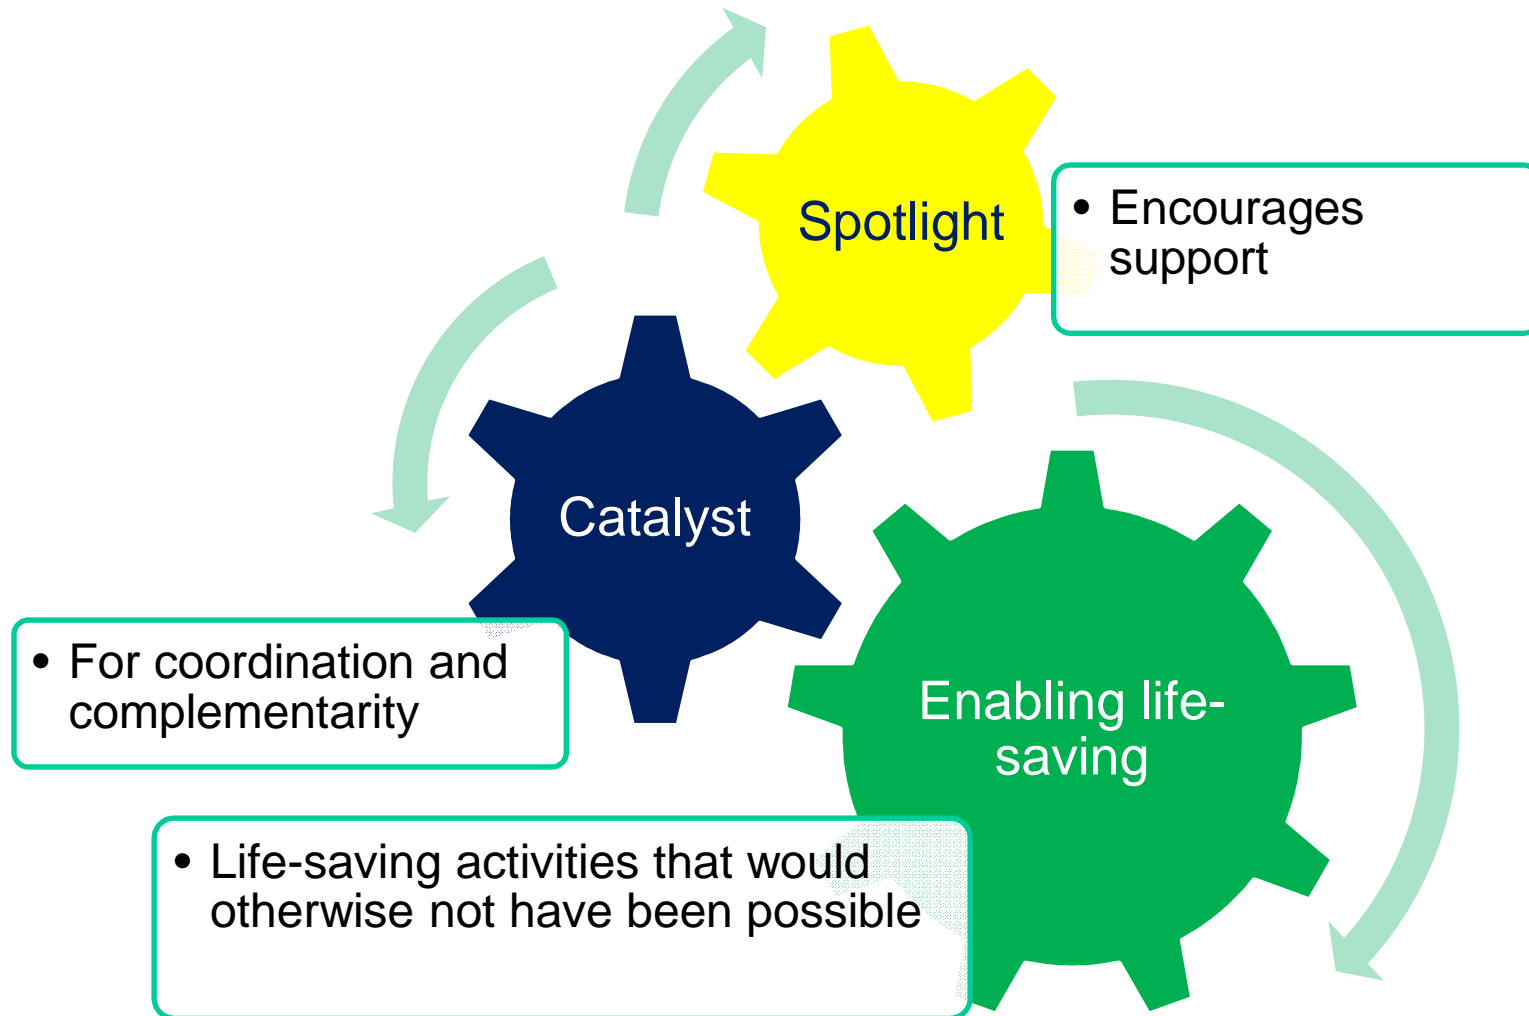 Spotlight
• Encourages
support
Catalyst
• For coordination and
complementarity
Enabling life-
saving
• Life-saving activities that would
otherwise not have been possible